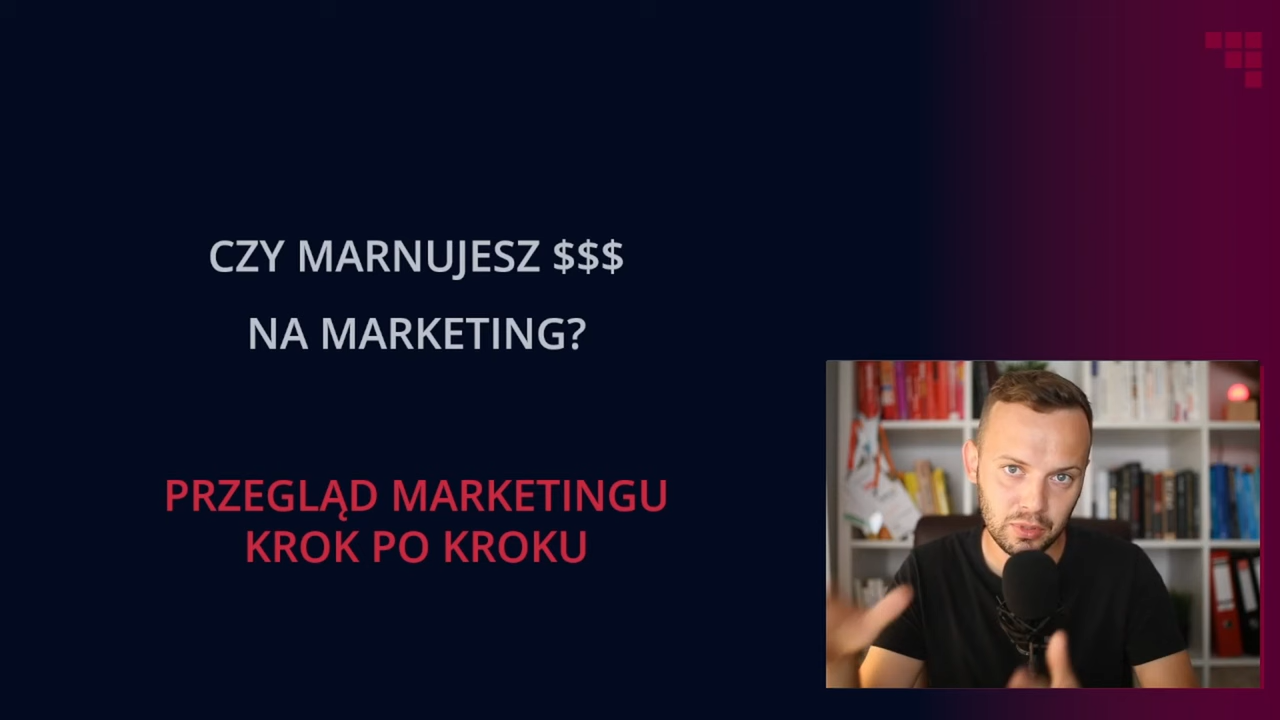 CZY MARNUJESZ $$$
NA MARKETING?
PRZEGLĄD MARKETINGU
KROK PO KROKU